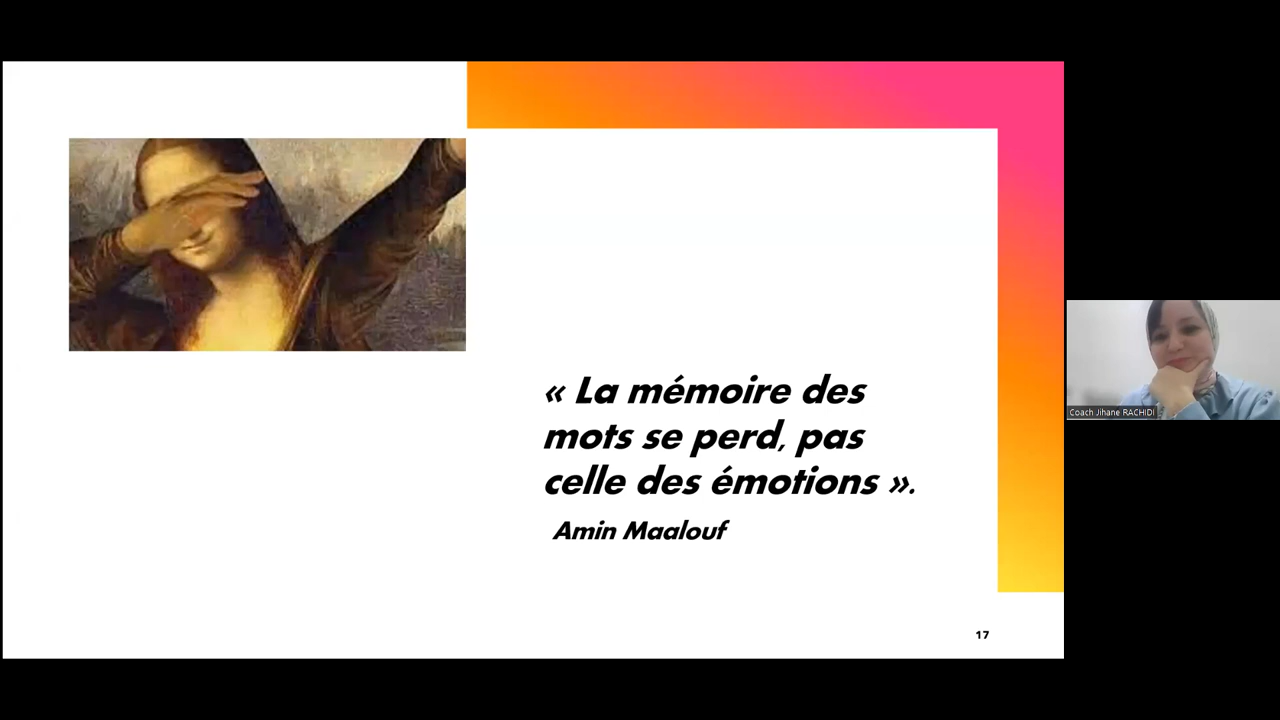 « La mémoire des
mots se perd, pas
celle des émotions ».
Amin Maalouf
17
Coach Jihane RACHIDI